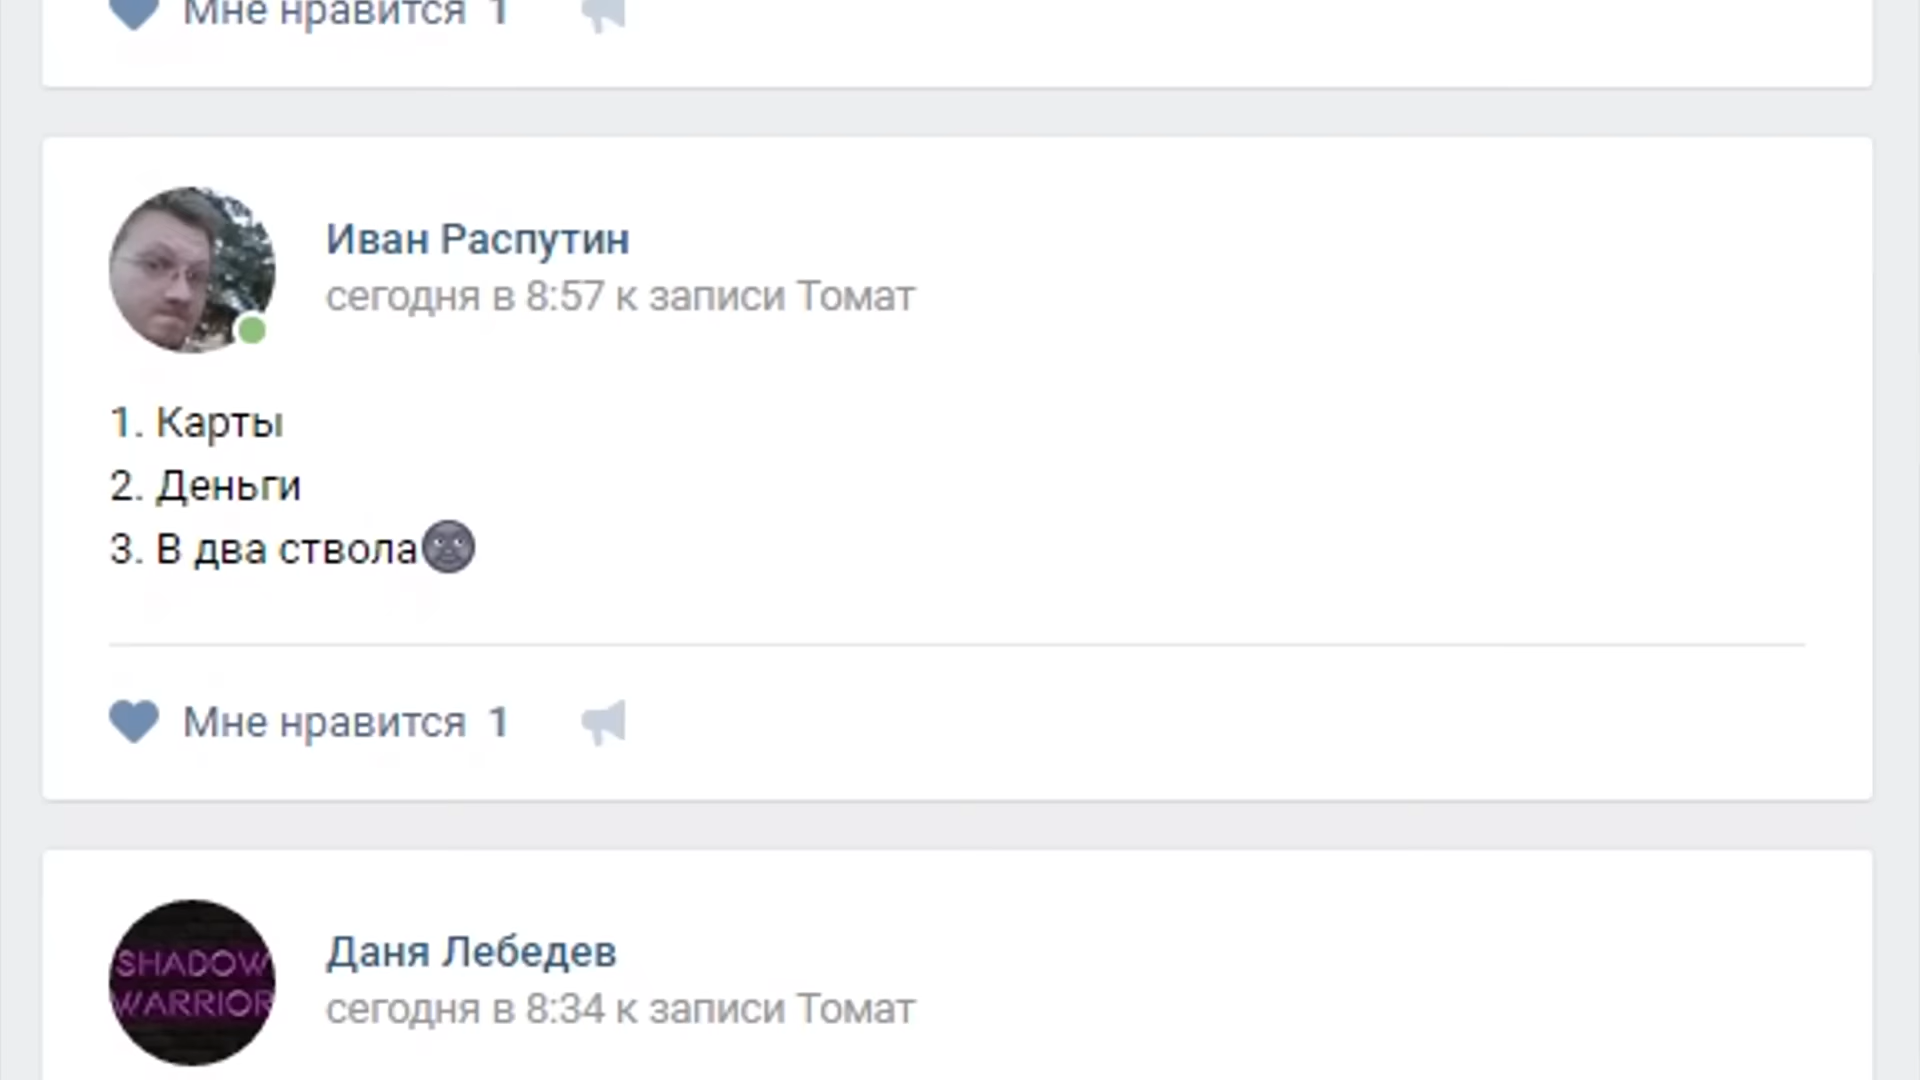 Мне нравится 1
Иван Распутин
сегодня в 8:57 к записи Томат
1. Карты
2. Деньги
3. В два ствола🌚
Мне нравится 1
SHADOW
WARRIOR
Даня Лебедев
сегодня в 8:34 к записи Томат